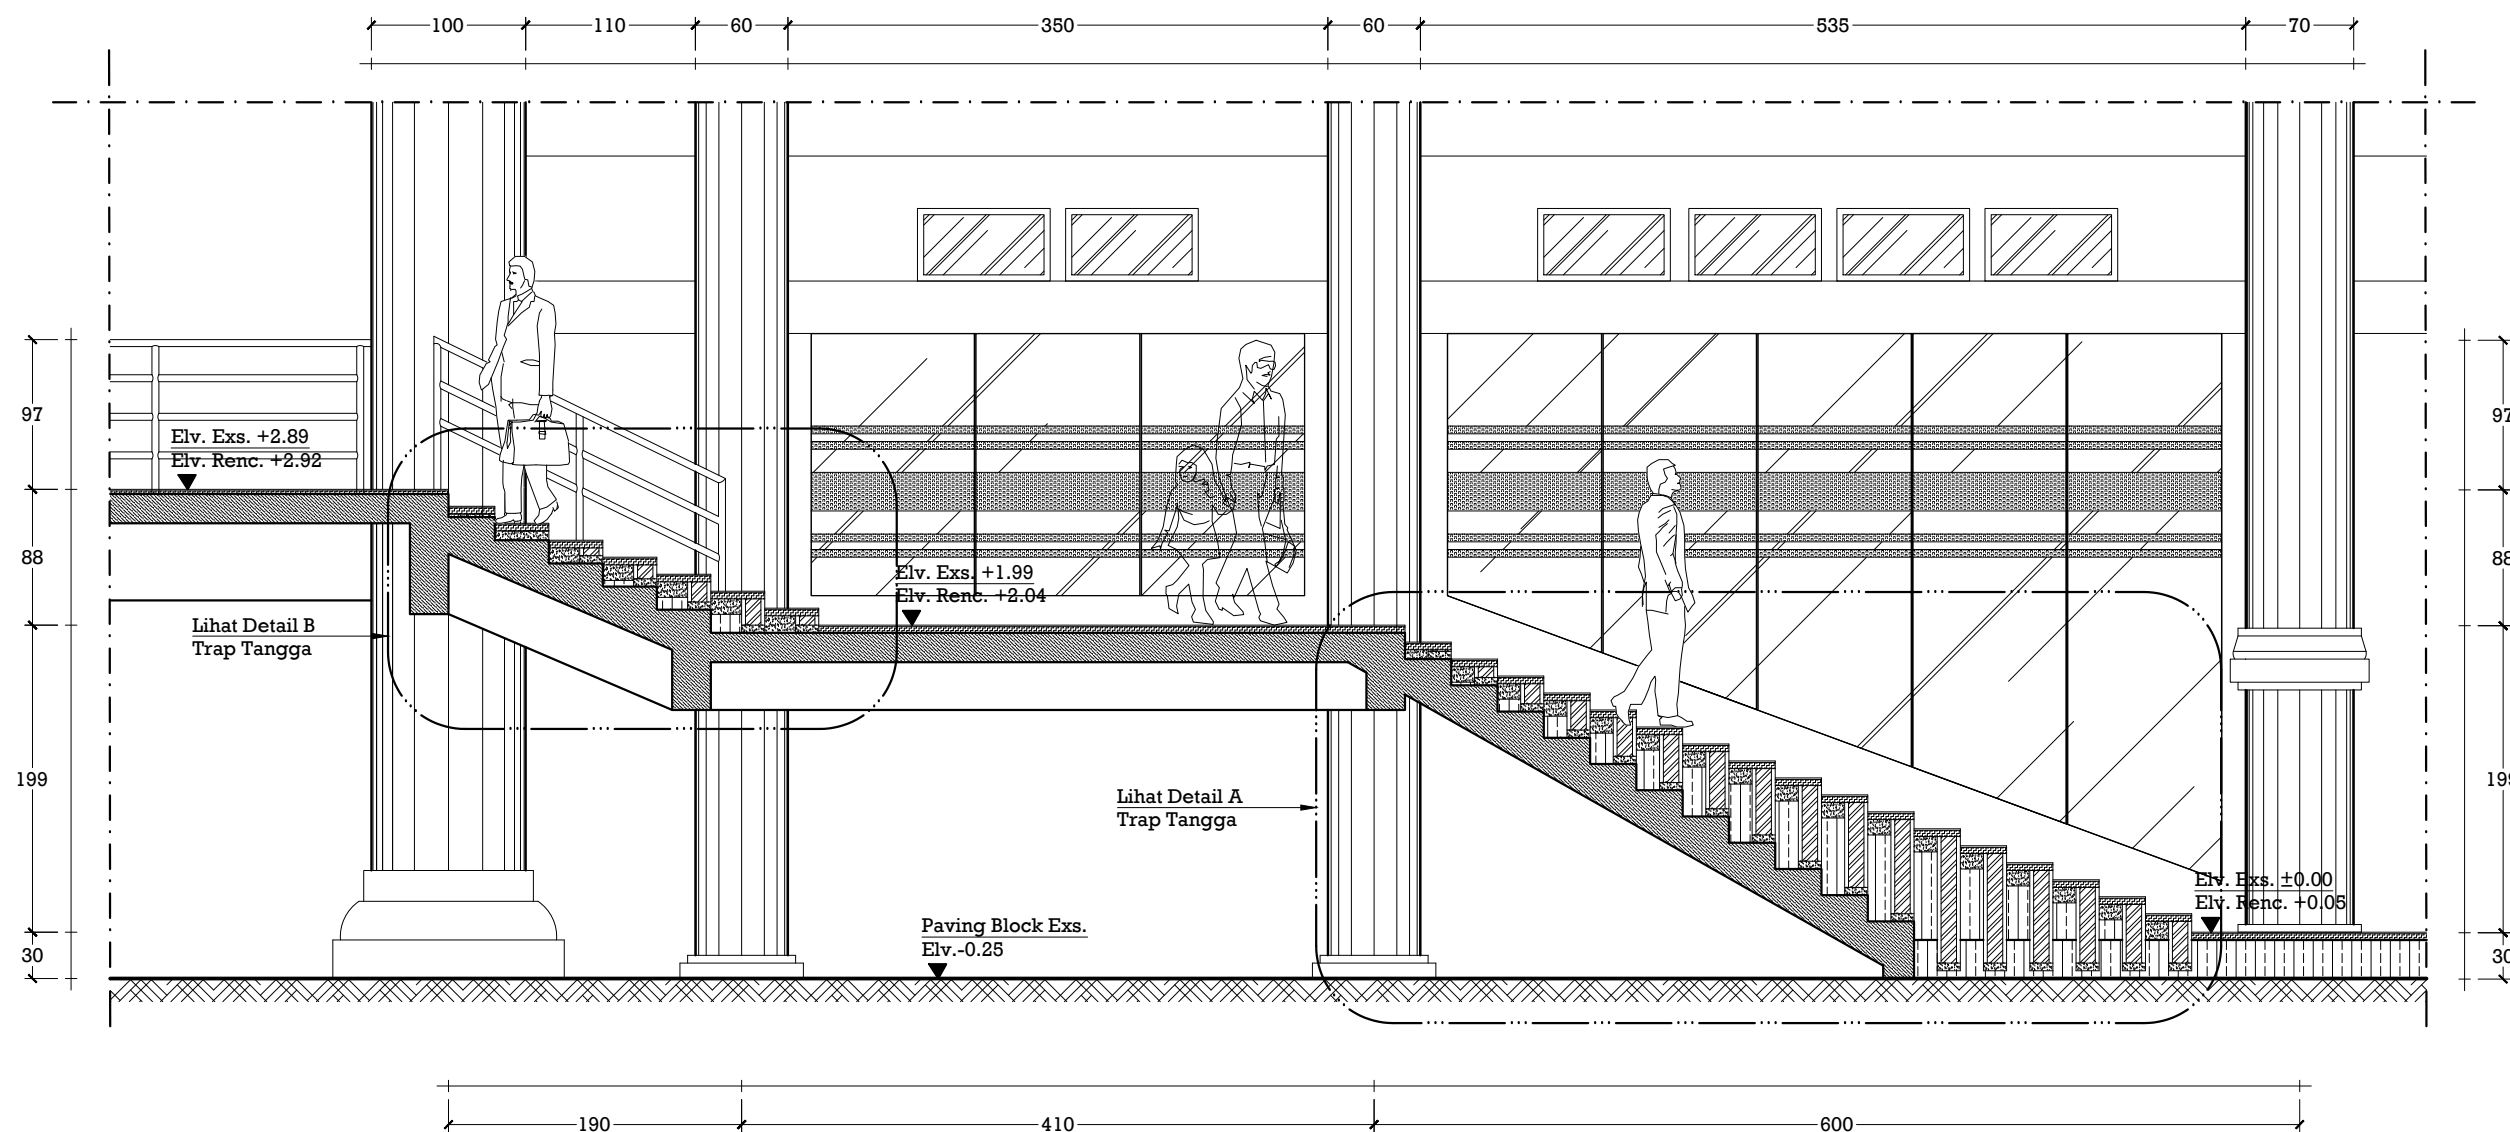 100
110
60
350
60
535
70
97
Elv. Exs. +2.89
Elv. Renc. +2.92
97
88
Elv. Exs. +1.99
Elv. Renc. +2.04
88
Lihat Detail B
Trap Tangga
199
Lihat Detail A
Trap Tangga
199
Elv. Exs. ±0.00
Elv. Renc. +0.05
Paving Block Exs.
Elv.-0.25
30
30
190
410
600